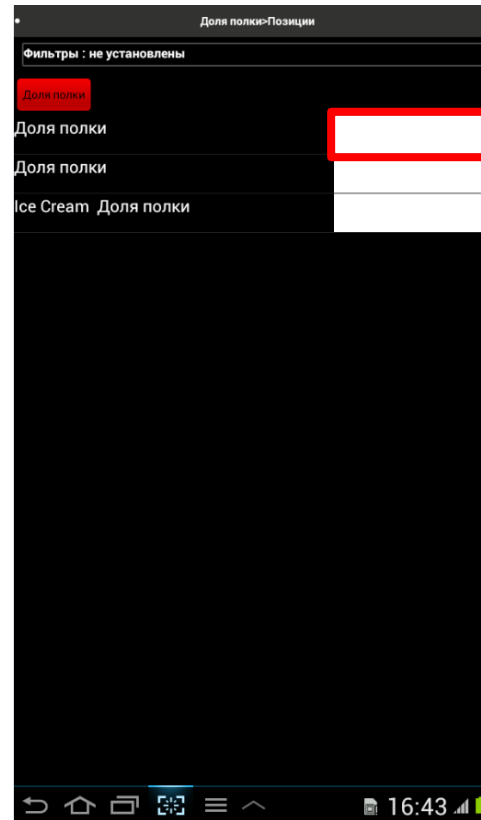 Доля полки>Позиции
Фильтры : не установлены
Доля полки
Доля полки
Доля полки
Ice Cream Доля полки
16:43